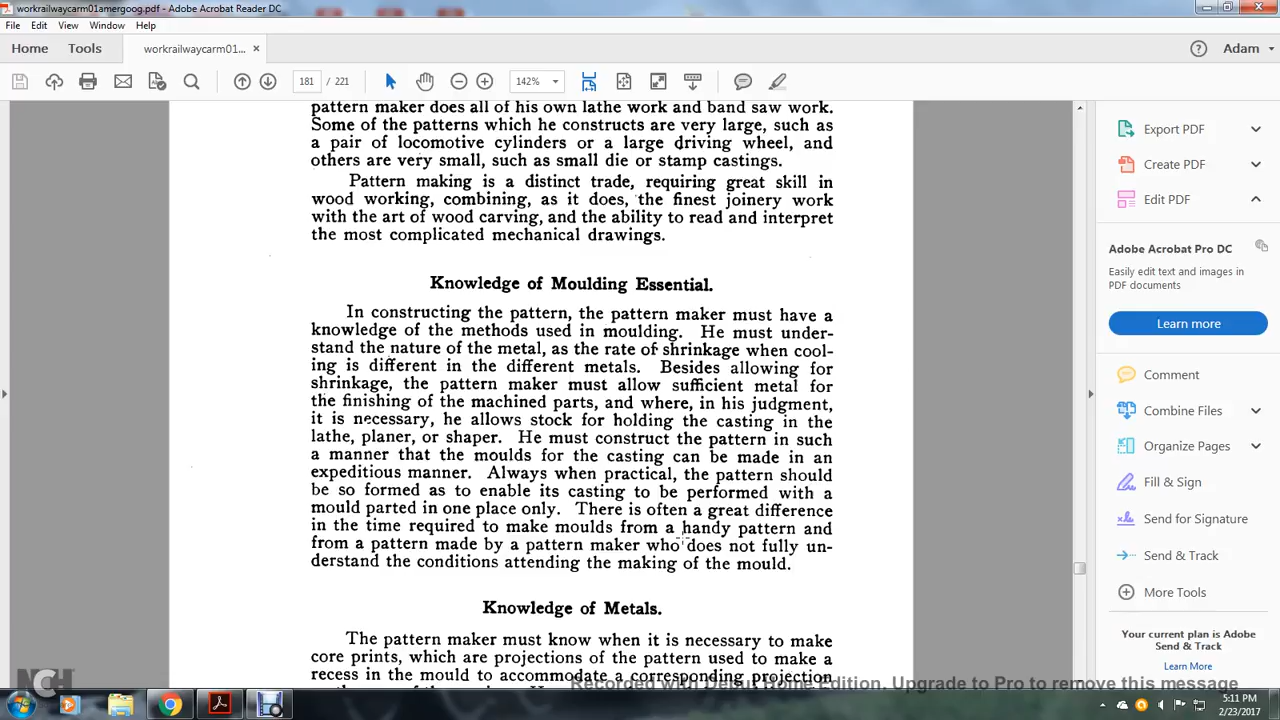 workrailwaycarm01amergoog.pdf - Adobe Acrobat Reader DC
File Edit View Window Help
Home Tools workrailwaycarm01... × Adam
181 / 221 142%
pattern maker does all of his own lathe work and band saw work.
Some of the patterns which he constructs are very large, such as
a pair of locomotive cylinders or a large driving wheel, and
others are very small, such as small die or stamp castings.
Pattern making is a distinct trade, requiring great skill in
wood working, combining, as it does, the finest joinery work
with the art of wood carving, and the ability to read and interpret
the most complicated mechanical drawings.
Knowledge of Moulding Essential.
In constructing the pattern, the pattern maker must have a
knowledge of the methods used in moulding. He must under-
stand the nature of the metal, as the rate of shrinkage when cool-
ing is different in the different metals. Besides allowing for
shrinkage, the pattern maker must allow sufficient metal for
the finishing of the machined parts, and where, in his judgment,
it is necessary, he allows stock for holding the casting in the
lathe, planer, or shaper. He must construct the pattern in such
a manner that the moulds for the casting can be made in an
expeditious manner. Always when practical, the pattern should
be so formed as to enable its casting to be performed with a
mould parted in one place only. There is often a great difference
in the time required to make moulds from a handy pattern and
from a pattern made by a pattern maker who does not fully un-
derstand the conditions attending the making of the mould.
Knowledge of Metals.
The pattern maker must know when it is necessary to make
core prints, which are projections of the pattern used to make a
recess in the mould to accommodate a corresponding projection
Export PDF
Create PDF
Edit PDF
Adobe Acrobat Pro DC
Easily edit text and images in
PDF documents
Learn more
Comment
Combine Files
Organize Pages
Fill & Sign
Send for Signature
Send & Track
More Tools
Your current plan is Adobe
Send & Track
Learn More
NCH
Recorded with Debut Home Edition. Upgrade to Pro to remove this message
5:11 PM
2/23/2017